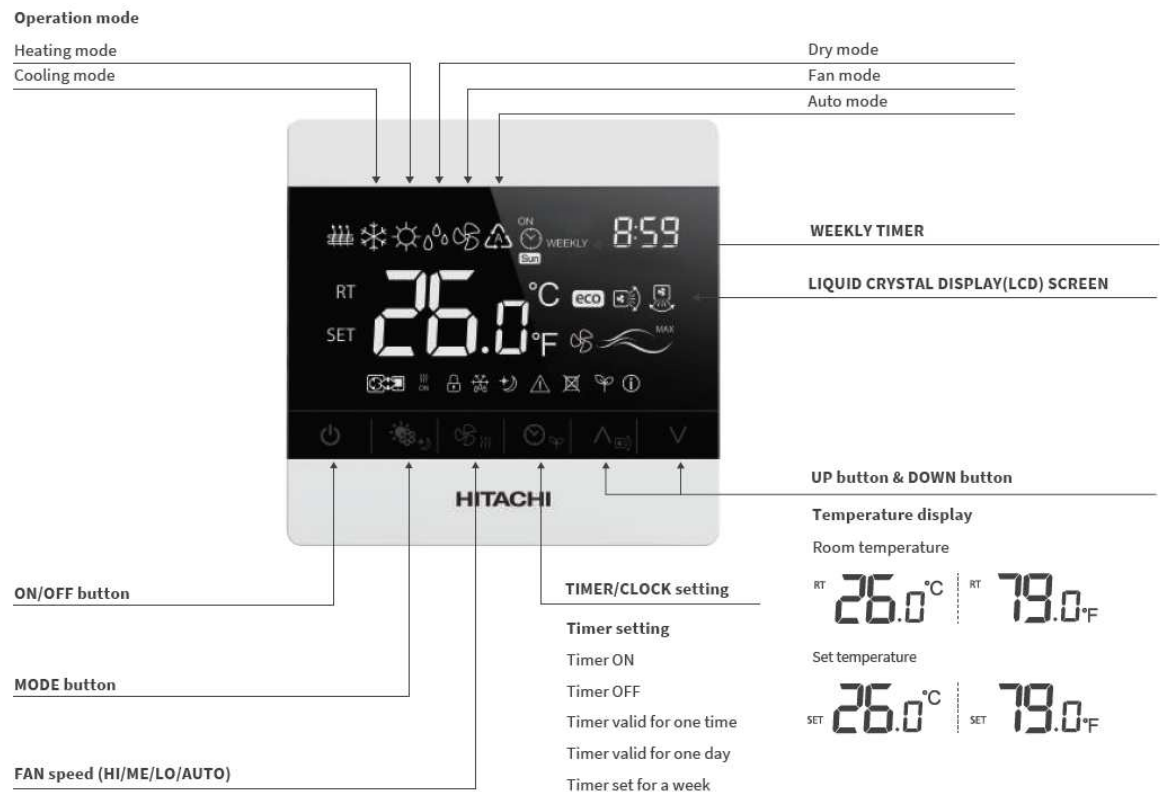 Operation mode
Heating mode
Cooling mode
Dry mode
Fan mode
Auto mode
ON
WEEKLY
8:59
Sun
RT
SET
26.0
°C
°F
eco
A
MAX
ON
HITACHI
WEEKLY TIMER
LIQUID CRYSTAL DISPLAY(LCD) SCREEN
UP button & DOWN button
Temperature display
Room temperature
RT 26.0°C RT 79.0°F
Set temperature
SET 26.0°C SET 79.0°F
ON/OFF button
MODE button
FAN speed (HI/ME/LO/AUTO)
TIMER/CLOCK setting
Timer setting
Timer ON
Timer OFF
Timer valid for one time
Timer valid for one day
Timer set for a week